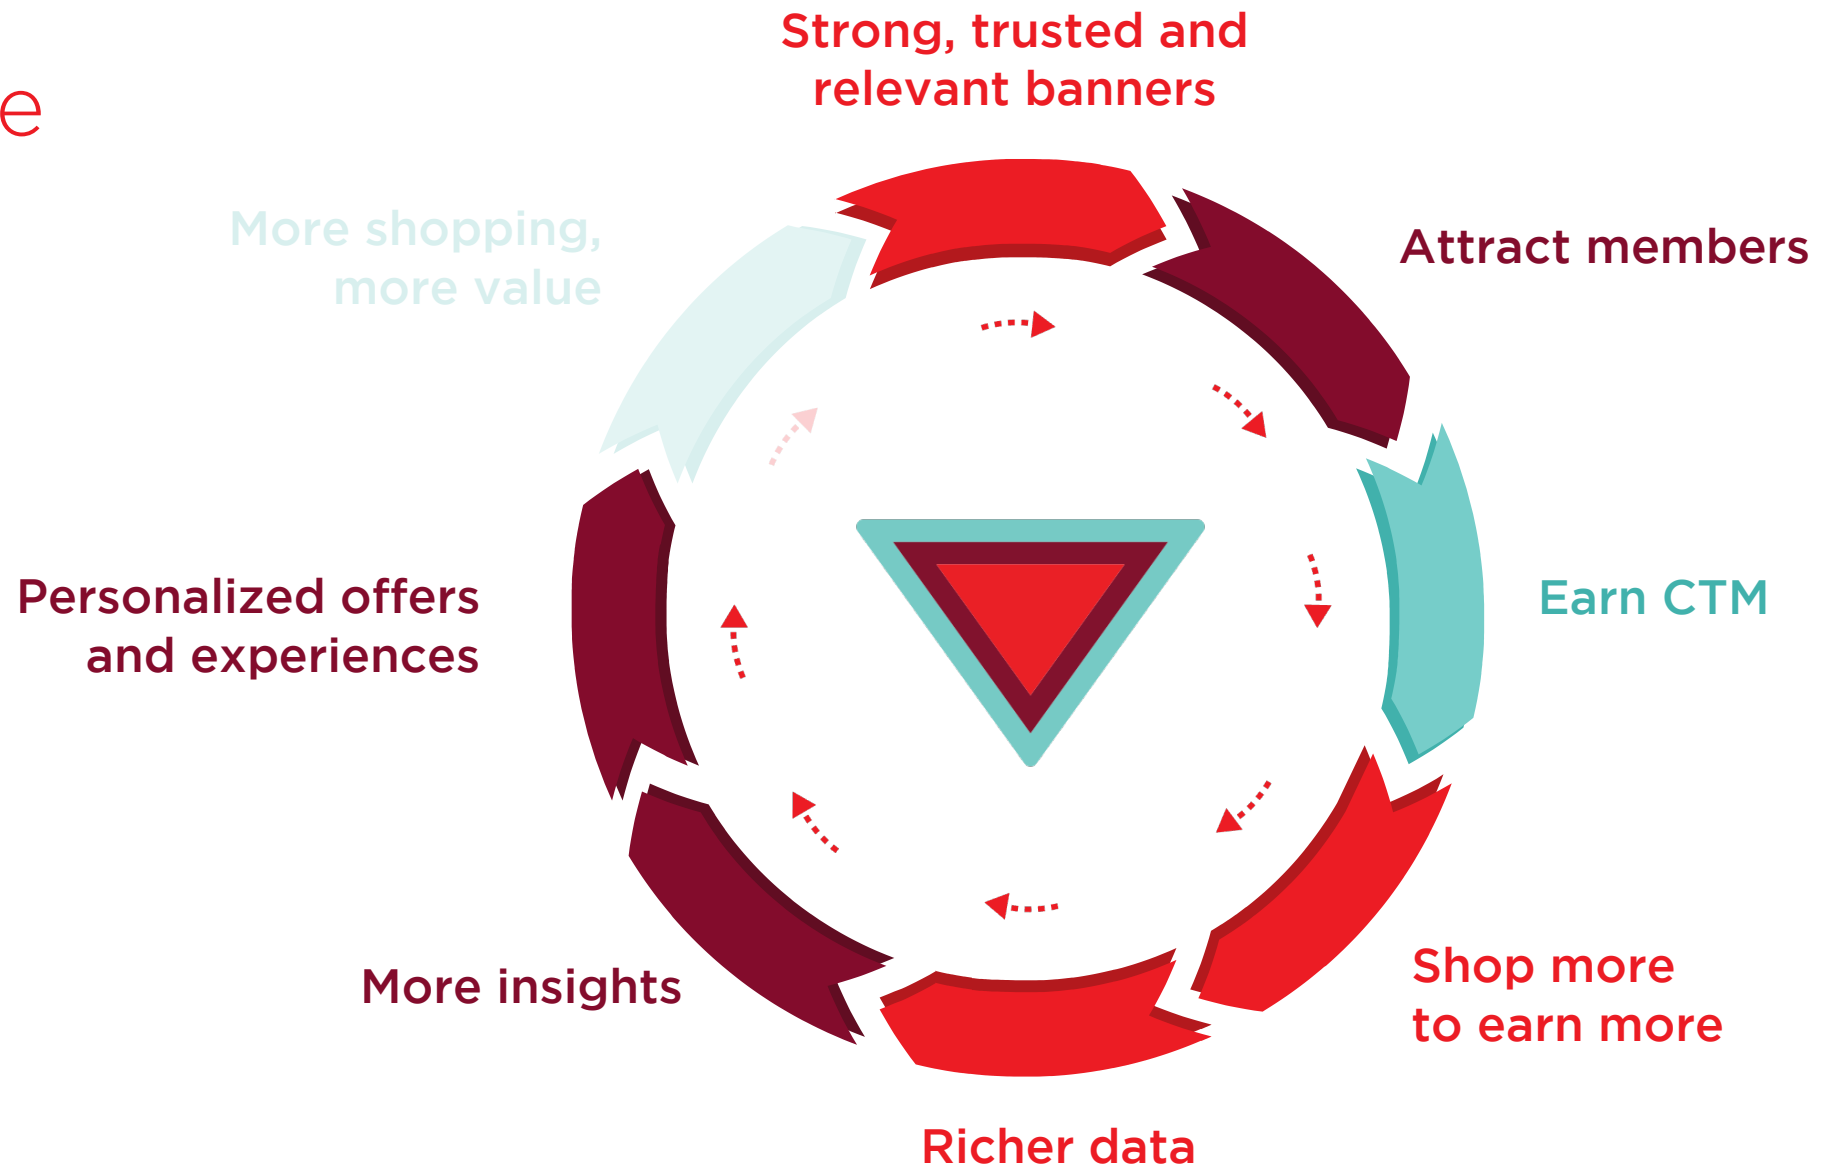 Strong, trusted and
relevant banners
e
More shopping,
more value
Attract members
Personalized offers
and experiences
Earn CTM
More insights
Shop more
to earn more
Richer data